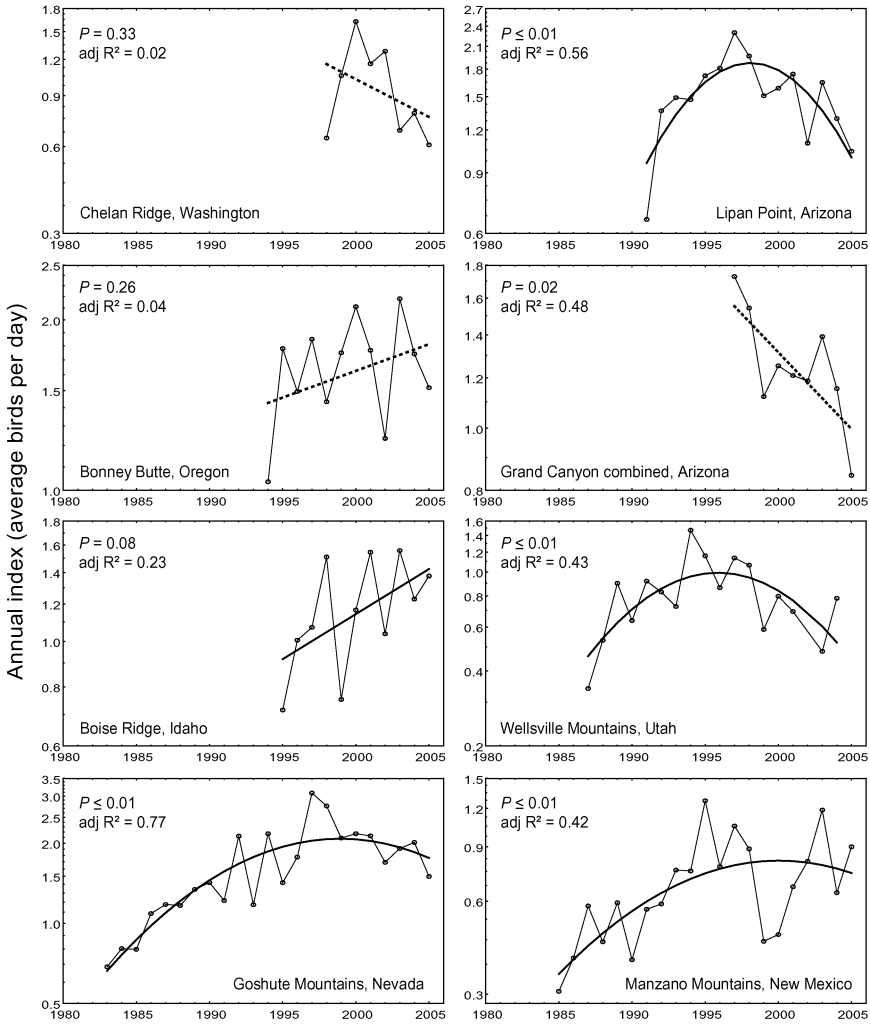 Annual index (average birds per day)
1.8
1.5
1.2
0.9
0.6
0.3
P = 0.33
adj R² = 0.02
Chelan Ridge, Washington
1980 1985 1990 1995 2000 2005
2.7
2.4
2.1
1.8
1.5
1.2
0.9
0.6
P ≤ 0.01
adj R² = 0.56
Lipan Point, Arizona
1980 1985 1990 1995 2000 2005
2.5
2.0
1.5
1.0
P = 0.26
adj R² = 0.04
Bonney Butte, Oregon
1980 1985 1990 1995 2000 2005
1.8
1.6
1.4
1.2
1.0
0.8
P = 0.02
adj R² = 0.48
Grand Canyon combined, Arizona
1980 1985 1990 1995 2000 2005
1.8
1.6
1.4
1.2
1.0
0.8
0.6
P = 0.08
adj R² = 0.23
Boise Ridge, Idaho
1980 1985 1990 1995 2000 2005
1.6
1.4
1.2
1.0
0.8
0.6
0.4
0.2
P ≤ 0.01
adj R² = 0.43
Wellsville Mountains, Utah
1980 1985 1990 1995 2000 2005
3.5
3.0
2.5
2.0
1.5
1.0
0.5
P ≤ 0.01
adj R² = 0.77
Goshute Mountains, Nevada
1980 1985 1990 1995 2000 2005
1.5
1.2
0.9
0.6
0.3
P ≤ 0.01
adj R² = 0.42
Manzano Mountains, New Mexico
1980 1985 1990 1995 2000 2005